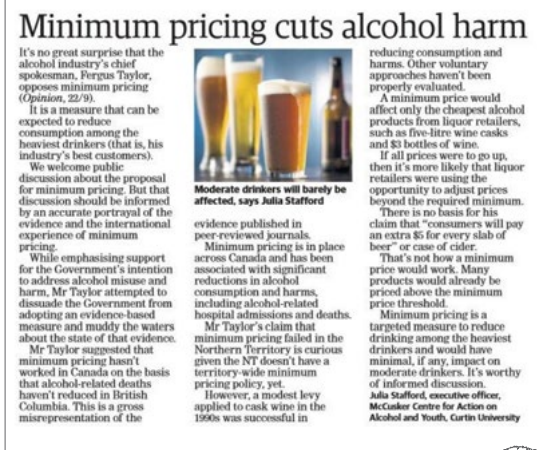 Minimum pricing cuts alcohol harm
It's no great surprise that the
alcohol industry's chief
spokesman, Fergus Taylor,
opposes minimum pricing
(Opinion, 22/9).
It is a measure that can be
expected to reduce
consumption among the
heaviest drinkers (that is, his
industry's best customers).
We welcome public
discussion about the proposal
for minimum pricing. But that
discussion should be informed
by an accurate portrayal of the
evidence and the international
experience of minimum
pricing.
While emphasising support
for the Government's intention
to address alcohol misuse and
harm, Mr Taylor attempted to
dissuade the Government from
adopting an evidence-based
measure and muddy the waters
about the state of that evidence.
Mr Taylor suggested that
minimum pricing hasn't
worked in Canada on the basis
that alcohol-related deaths
haven't reduced in British
Columbia. This is a gross
misrepresentation of the
Moderate drinkers will barely be
affected, says Julia Stafford
evidence published in
peer-reviewed journals.
Minimum pricing is in place
across Canada and has been
associated with significant
reductions in alcohol
consumption and harms,
including alcohol-related
hospital admissions and deaths.
Mr Taylor's claim that
minimum pricing failed in the
Northern Territory is curious
given the NT doesn't have a
territory-wide minimum
pricing policy, yet.
However, a modest levy
applied to cask wine in the
1990s was successful in
reducing consumption and
harms. Other voluntary
approaches haven't been
properly evaluated.
A minimum price would
affect only the cheapest alcohol
products from liquor retailers,
such as five-litre wine casks
and $3 bottles of wine.
If all prices were to go up,
then it's more likely that liquor
retailers were using the
opportunity to adjust prices
beyond the required minimum.
There is no basis for his
claim that "consumers will pay
an extra $5 for every slab of
beer" or case of cider.
That's not how a minimum
price would work. Many
products would already be
priced above the minimum
price threshold.
Minimum pricing is a
targeted measure to reduce
drinking among the heaviest
drinkers and would have
minimal, if any, impact on
moderate drinkers. It's worthy
of informed discussion.
Julia Stafford, executive officer,
McCusker Centre for Action on
Alcohol and Youth, Curtin University